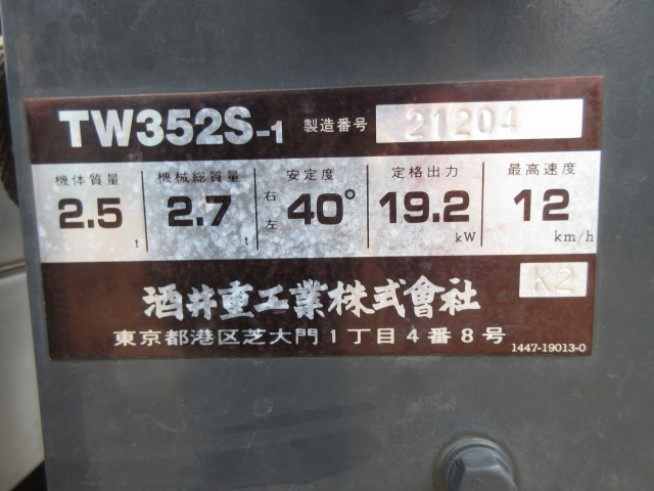 TW352S-1 製造番号 21204
機体質量 機械総質量 安定度 定格出力 最高速度
2.5 t 2.7 t 右左 40° 19.2 kW 12 km/h
K2
酒井重工業株式會社
東京都港区芝大門1丁目4番8号
1447-19013-0